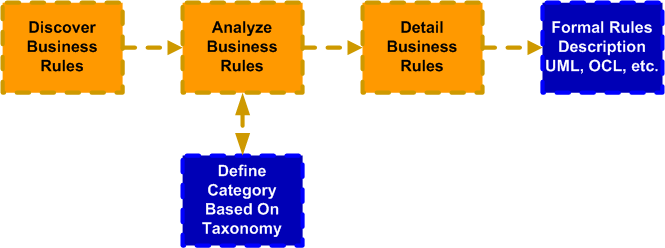 Discover
Business
Rules
Analyze
Business
Rules
Detail
Business
Rules
Formal Rules
Description
UML, OCL, etc.
Define
Category
Based On
Taxonomy